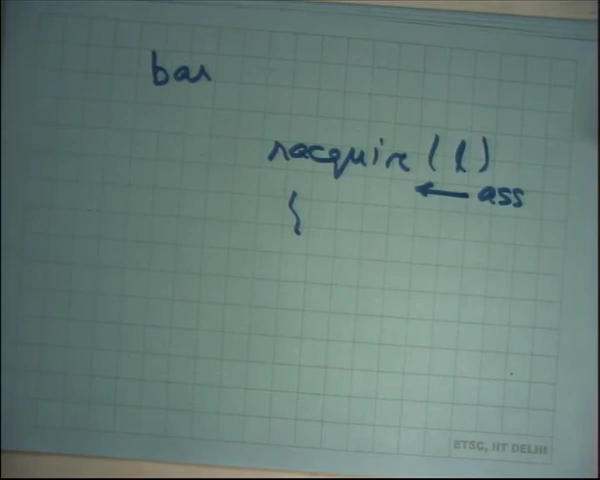 bar
racquire (l)
← ass
{
ETSC, IIT DELHI